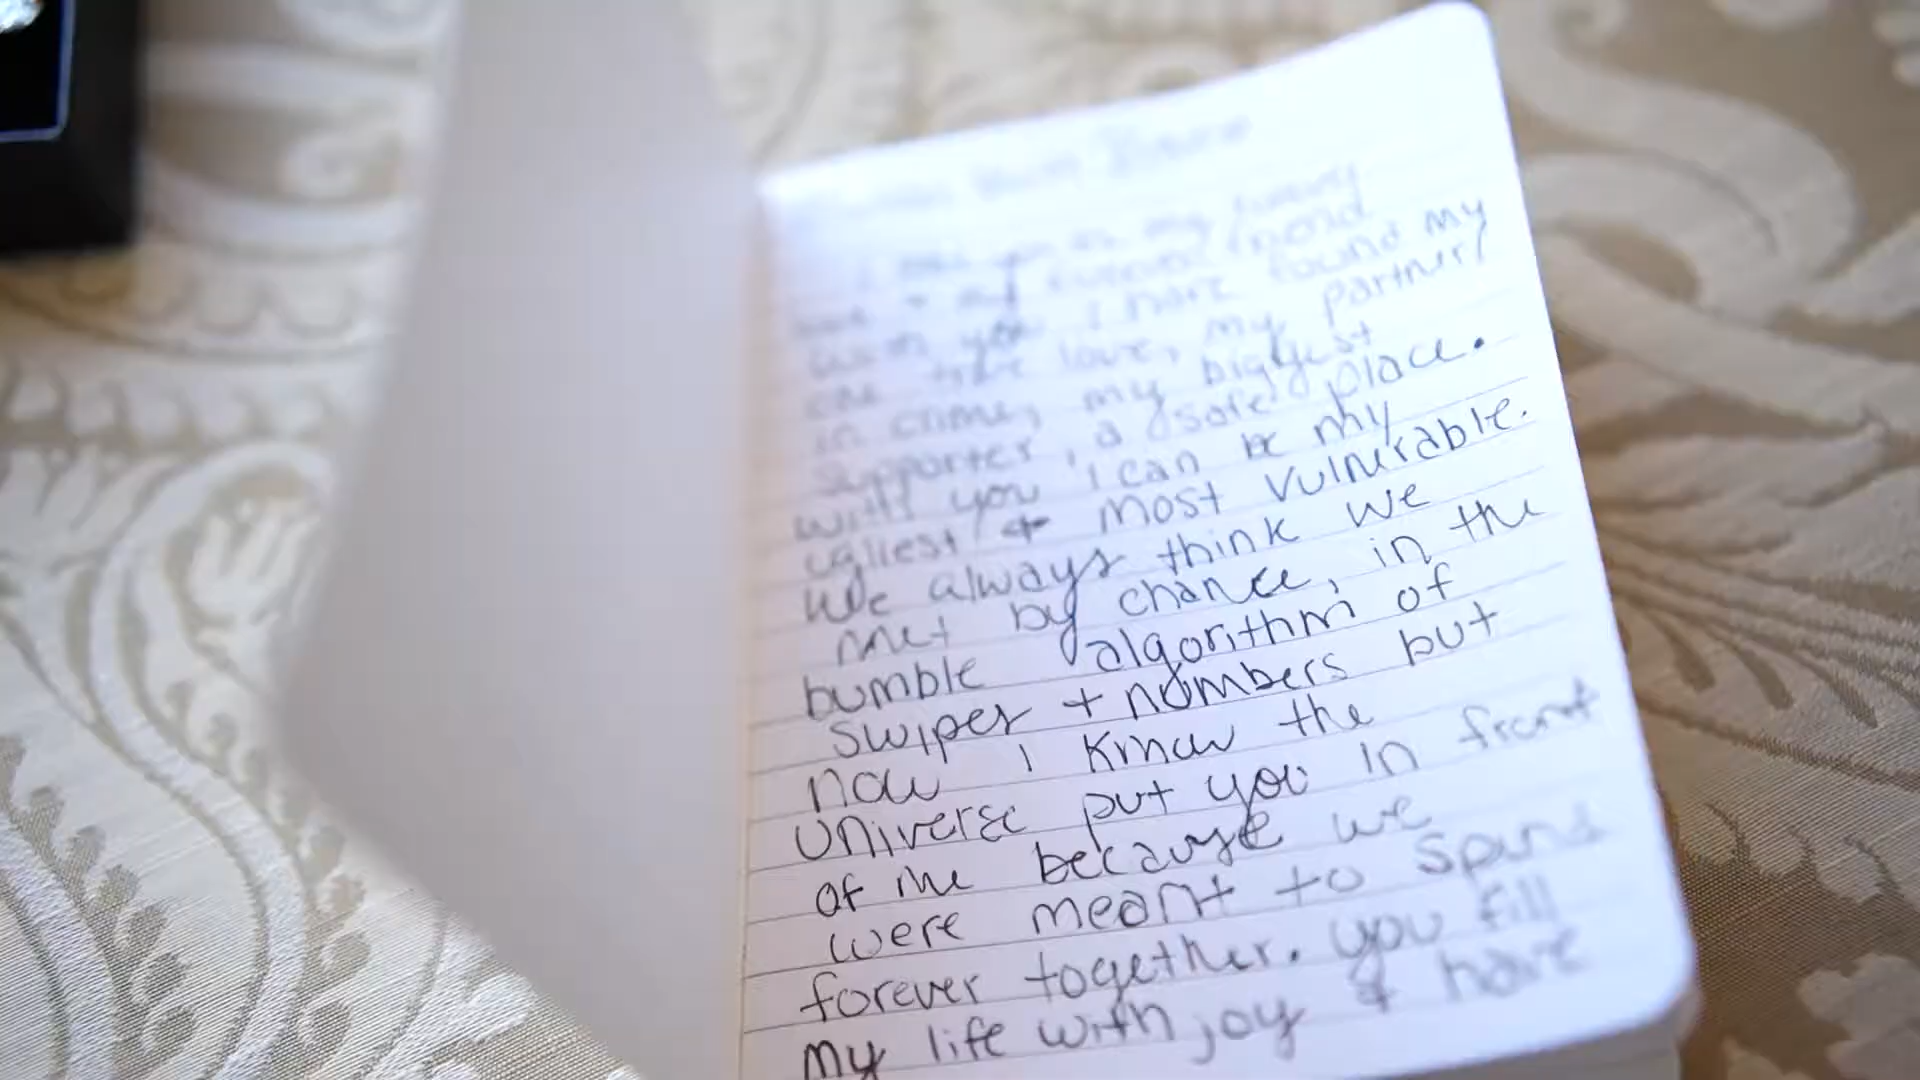 my
friend
with you I have found my
one true love, my partner
in crime, my biggest
supporter, a safe place.
with you I can be my
ugliest & most vulnerable.
We always think we
met by chance, in the
bumble algorithm of
swipes + numbers but
now I know the
universe put you in front
of me because we
were meant to spend
forever together. you fill
my life with joy & have